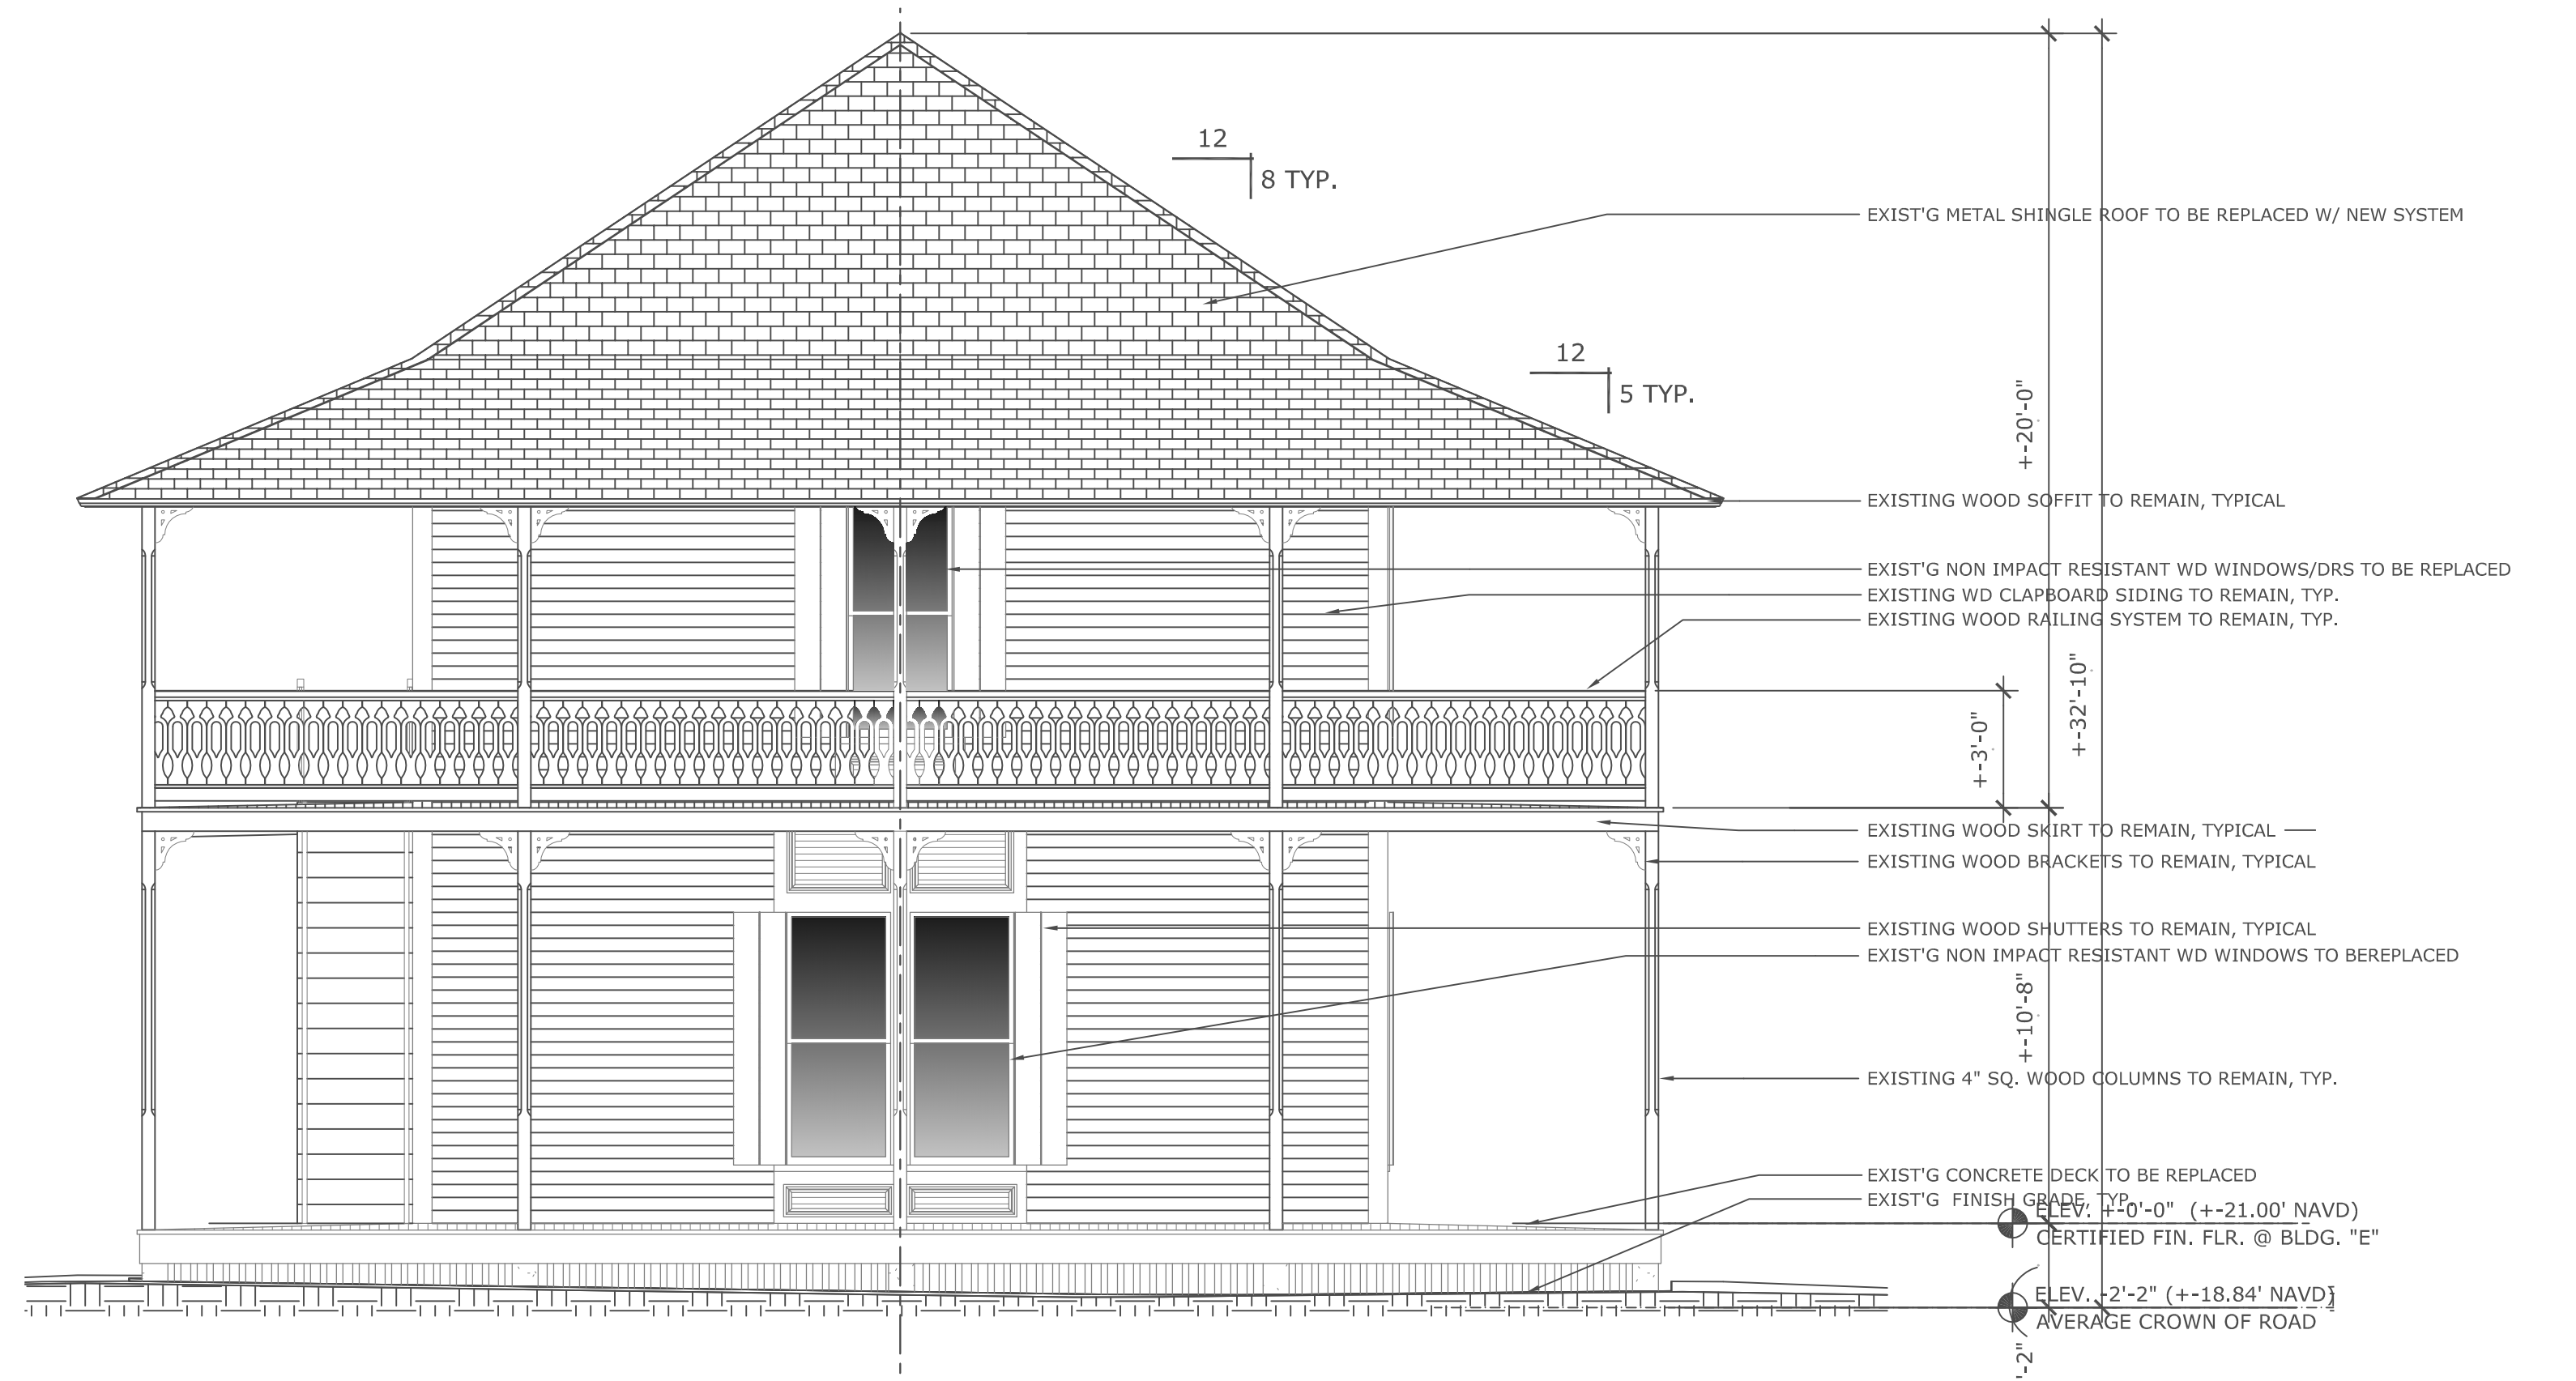 12
8 TYP.
EXIST'G METAL SHINGLE ROOF TO BE REPLACED W/ NEW SYSTEM
12
5 TYP.
+-20'-0"
EXISTING WOOD SOFFIT TO REMAIN, TYPICAL
EXIST'G NON IMPACT RESISTANT WD WINDOWS/DRS TO BE REPLACED
EXISTING WD CLAPBOARD SIDING TO REMAIN, TYP.
EXISTING WOOD RAILING SYSTEM TO REMAIN, TYP.
+-32'-10"
+-3'-0"
EXISTING WOOD SKIRT TO REMAIN, TYPICAL
EXISTING WOOD BRACKETS TO REMAIN, TYPICAL
EXISTING WOOD SHUTTERS TO REMAIN, TYPICAL
EXIST'G NON IMPACT RESISTANT WD WINDOWS TO BEREPLACED
+-10'-8"
EXISTING 4" SQ. WOOD COLUMNS TO REMAIN, TYP.
EXIST'G CONCRETE DECK TO BE REPLACED
EXIST'G FINISH GRADE, TYP.
ELEV. +-0'-0" (+-21.00' NAVD)
CERTIFIED FIN. FLR. @ BLDG. "E"
ELEV. -2'-2" (+-18.84' NAVD)
AVERAGE CROWN OF ROAD
-2"